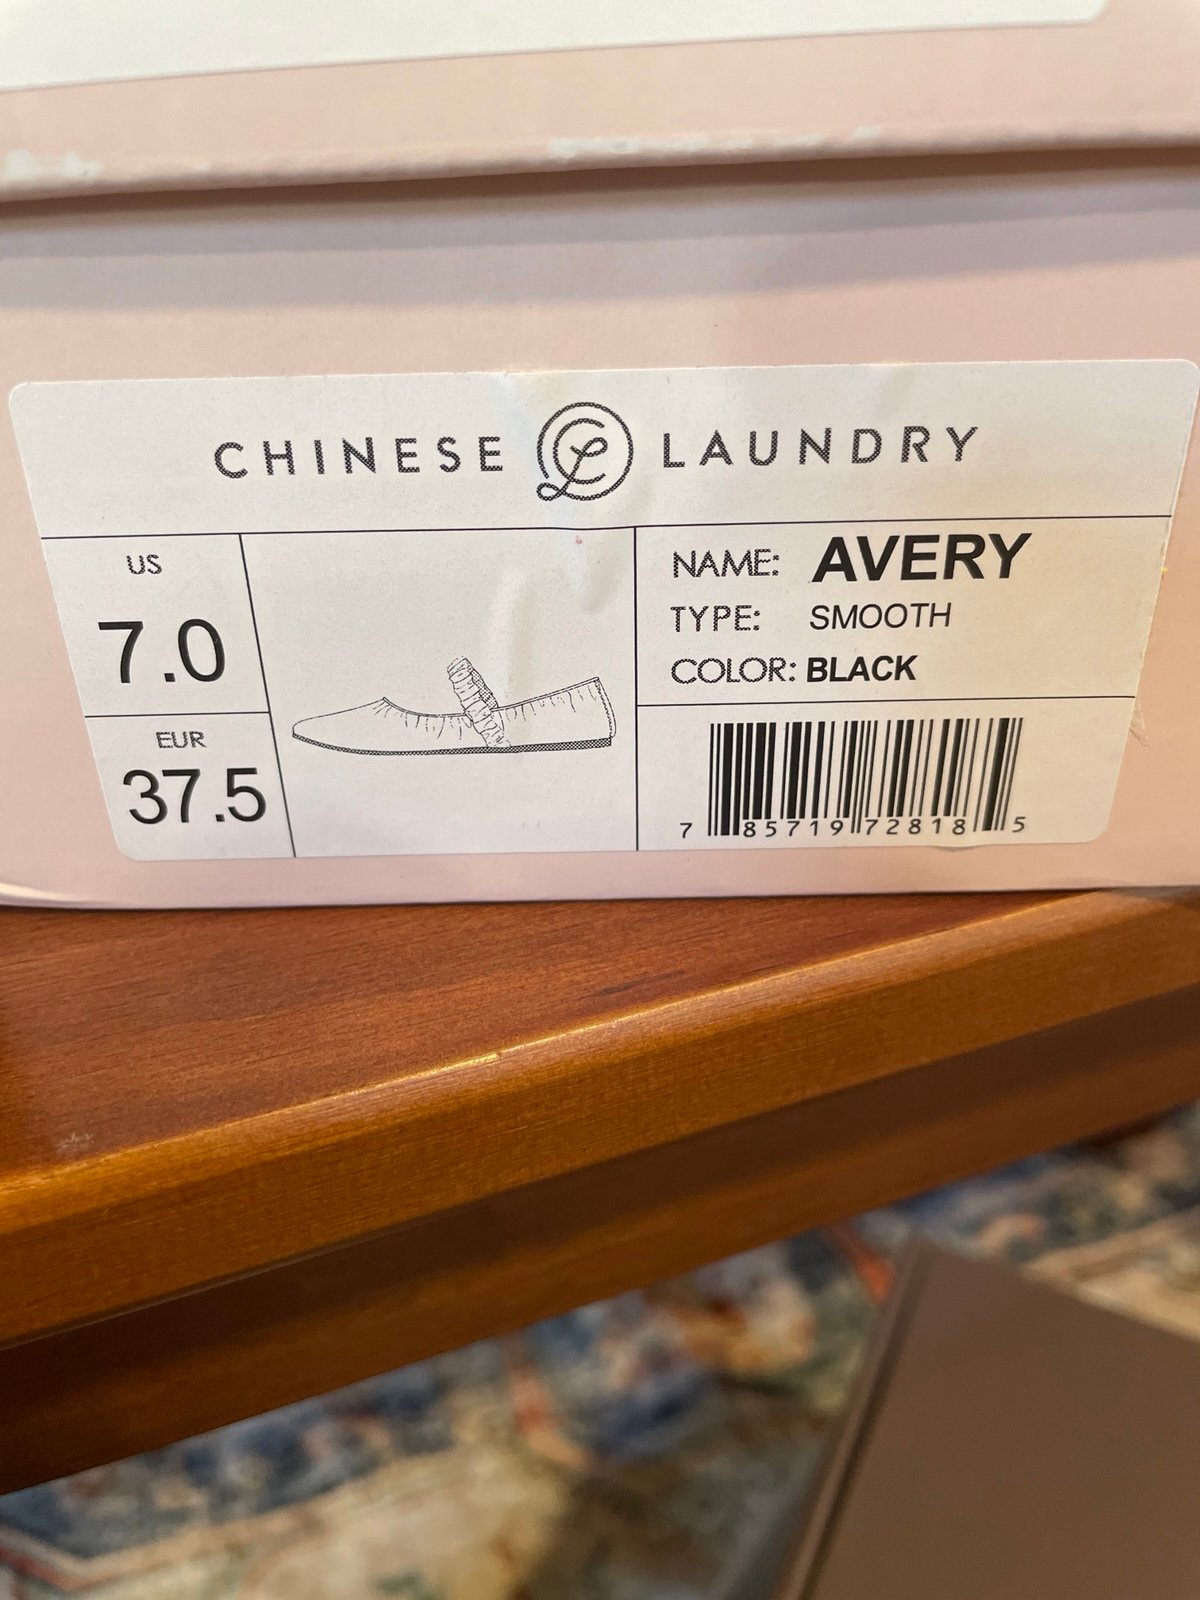 CHINESE LAUNDRY
US
7.0
EUR
37.5
NAME: AVERY
TYPE: SMOOTH
COLOR: BLACK
7 85719 72818 5